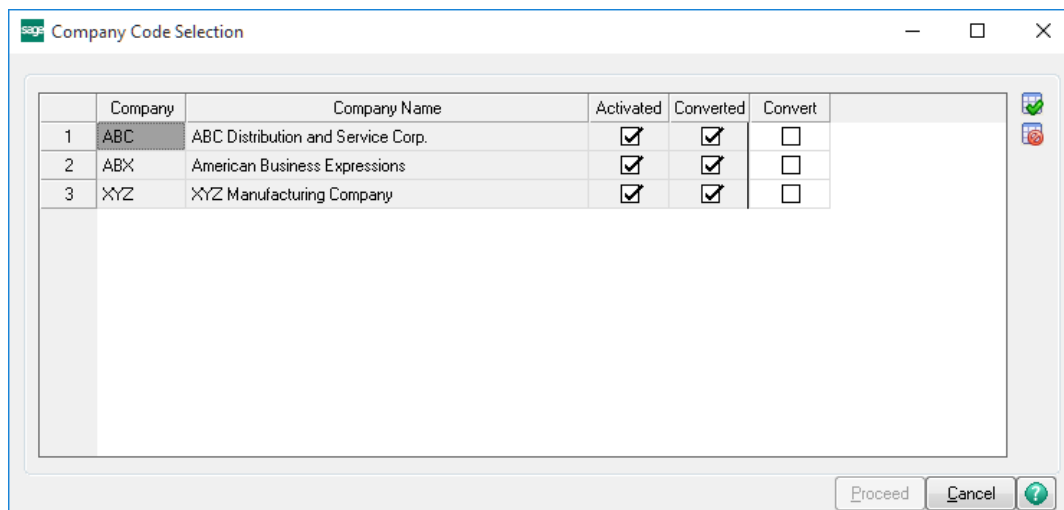 sage Company Code Selection
Company Company Name Activated Converted Convert
1 ABC ABC Distribution and Service Corp.
2 ABX American Business Expressions
3 XYZ XYZ Manufacturing Company
Proceed Cancel ?